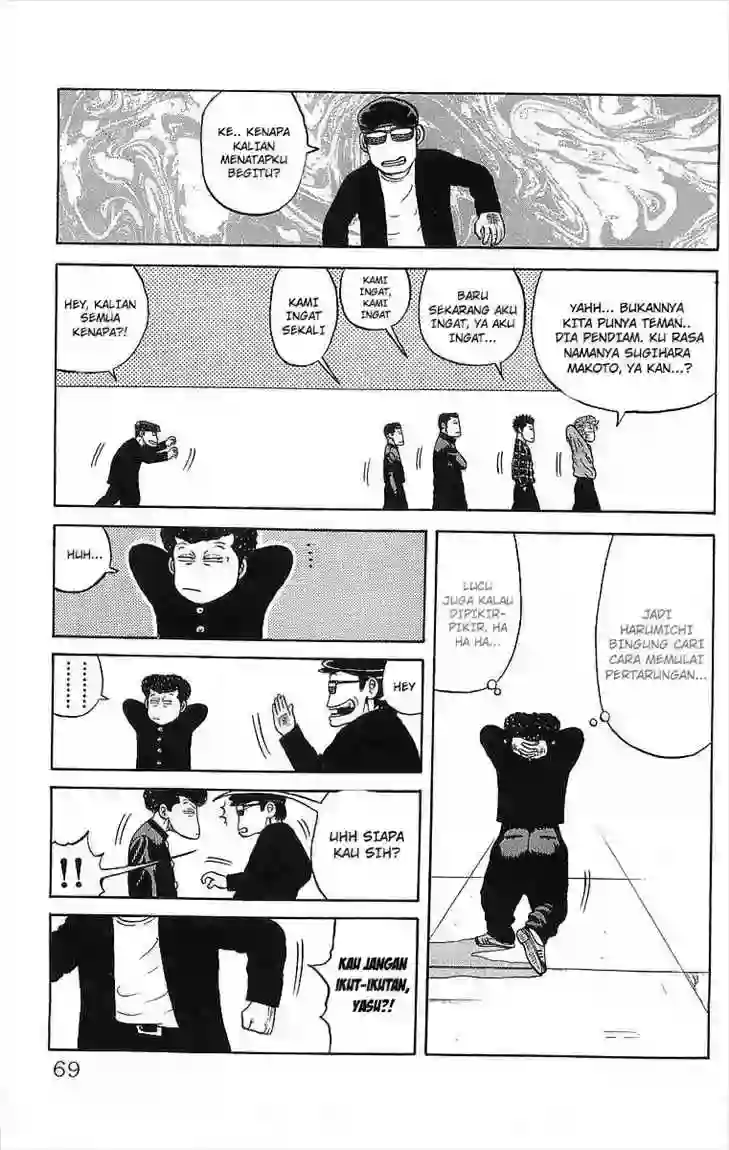 KE.. KENAPA
KALIAN
MENATAPKU
BEGITU?
YAHH... BUKANNYA
KITA PUNYA TEMAN..
DIA PENDIAM. KU RASA
NAMANYA SUGIHARA
MAKOTO, YA KAN...?
BARU
SEKARANG AKU
INGAT, YA AKU
INGAT...
KAMI
INGAT,
KAMI
INGAT
KAMI
INGAT
SEKALI
HEY, KALIAN
SEMUA
KENAPA?!
JADI
HARUMICHI
BINGUNG CARI
CARA MEMULAI
PERTARUNGAN...
LUCU
JUGA KALAU
DIPIKIR-
PIKIR. HA
HA HA...
HUH...
HEY
UHH SIAPA
KAU SIH?
!!
KAU JANGAN
IKUT-IKUTAN,
YASU?!
69